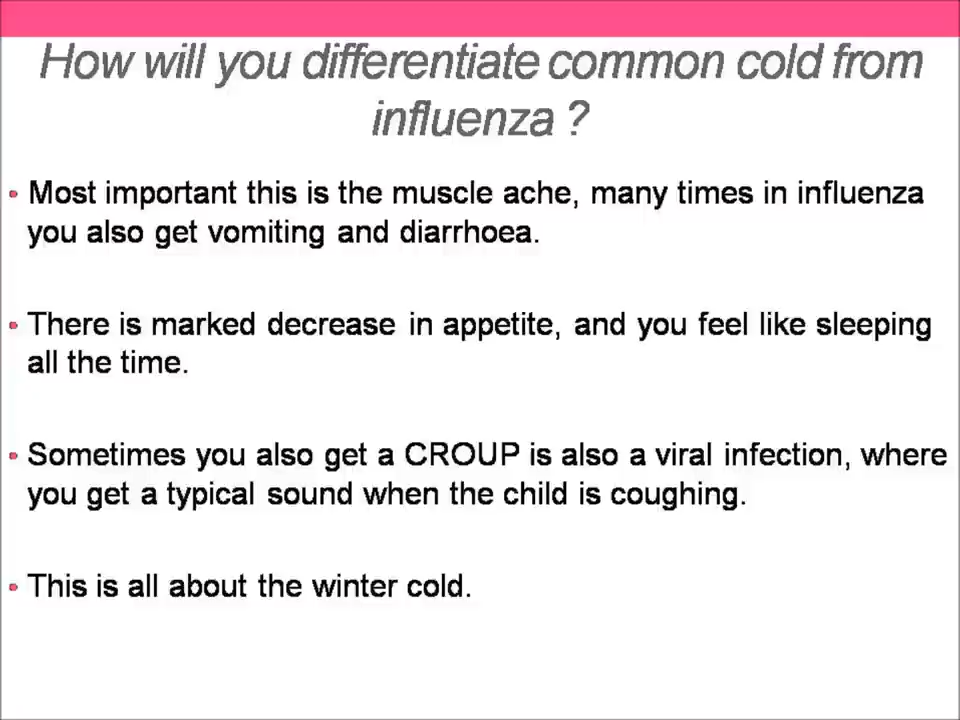 How will you differentiate common cold from
influenza ?
• Most important this is the muscle ache, many times in influenza
you also get vomiting and diarrhoea.
• There is marked decrease in appetite, and you feel like sleeping
all the time.
• Sometimes you also get a CROUP is also a viral infection, where
you get a typical sound when the child is coughing.
• This is all about the winter cold.